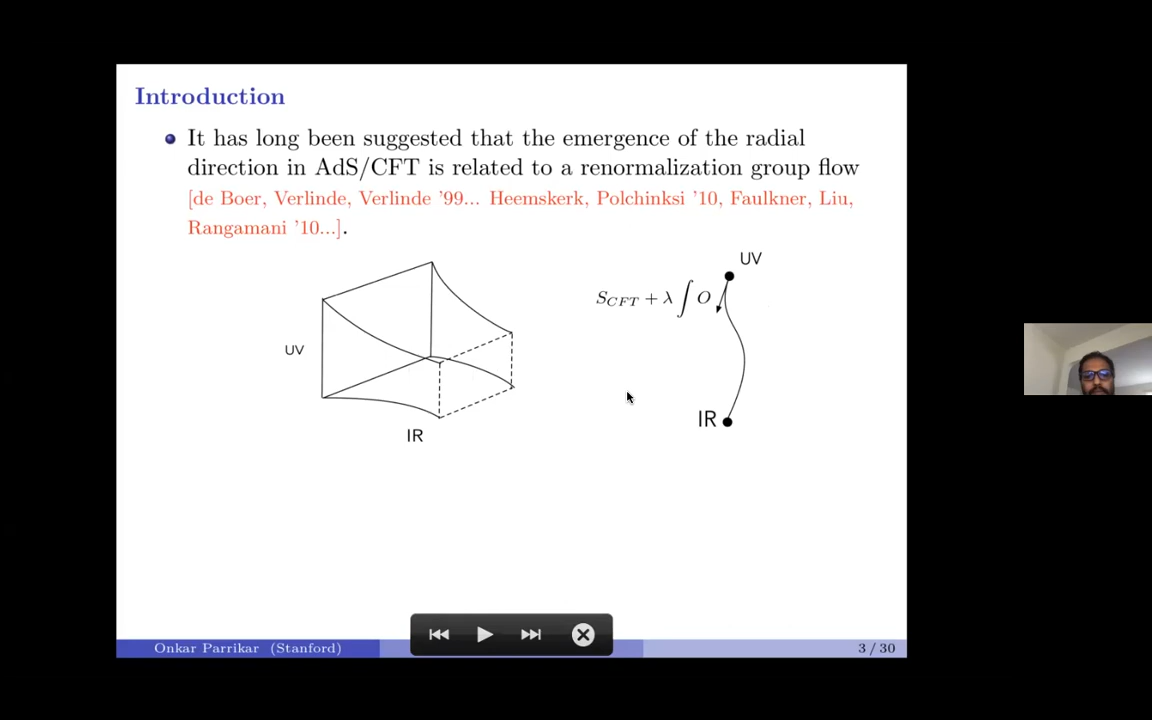 Introduction
It has long been suggested that the emergence of the radial
direction in AdS/CFT is related to a renormalization group flow
[de Boer, Verlinde, Verlinde '99... Heemskerk, Polchinksi '10, Faulkner, Liu,
Rangamani '10...].
UV
S_{CFT} + λ ∫ O
UV
IR
IR
Onkar Parrikar (Stanford)
3 / 30